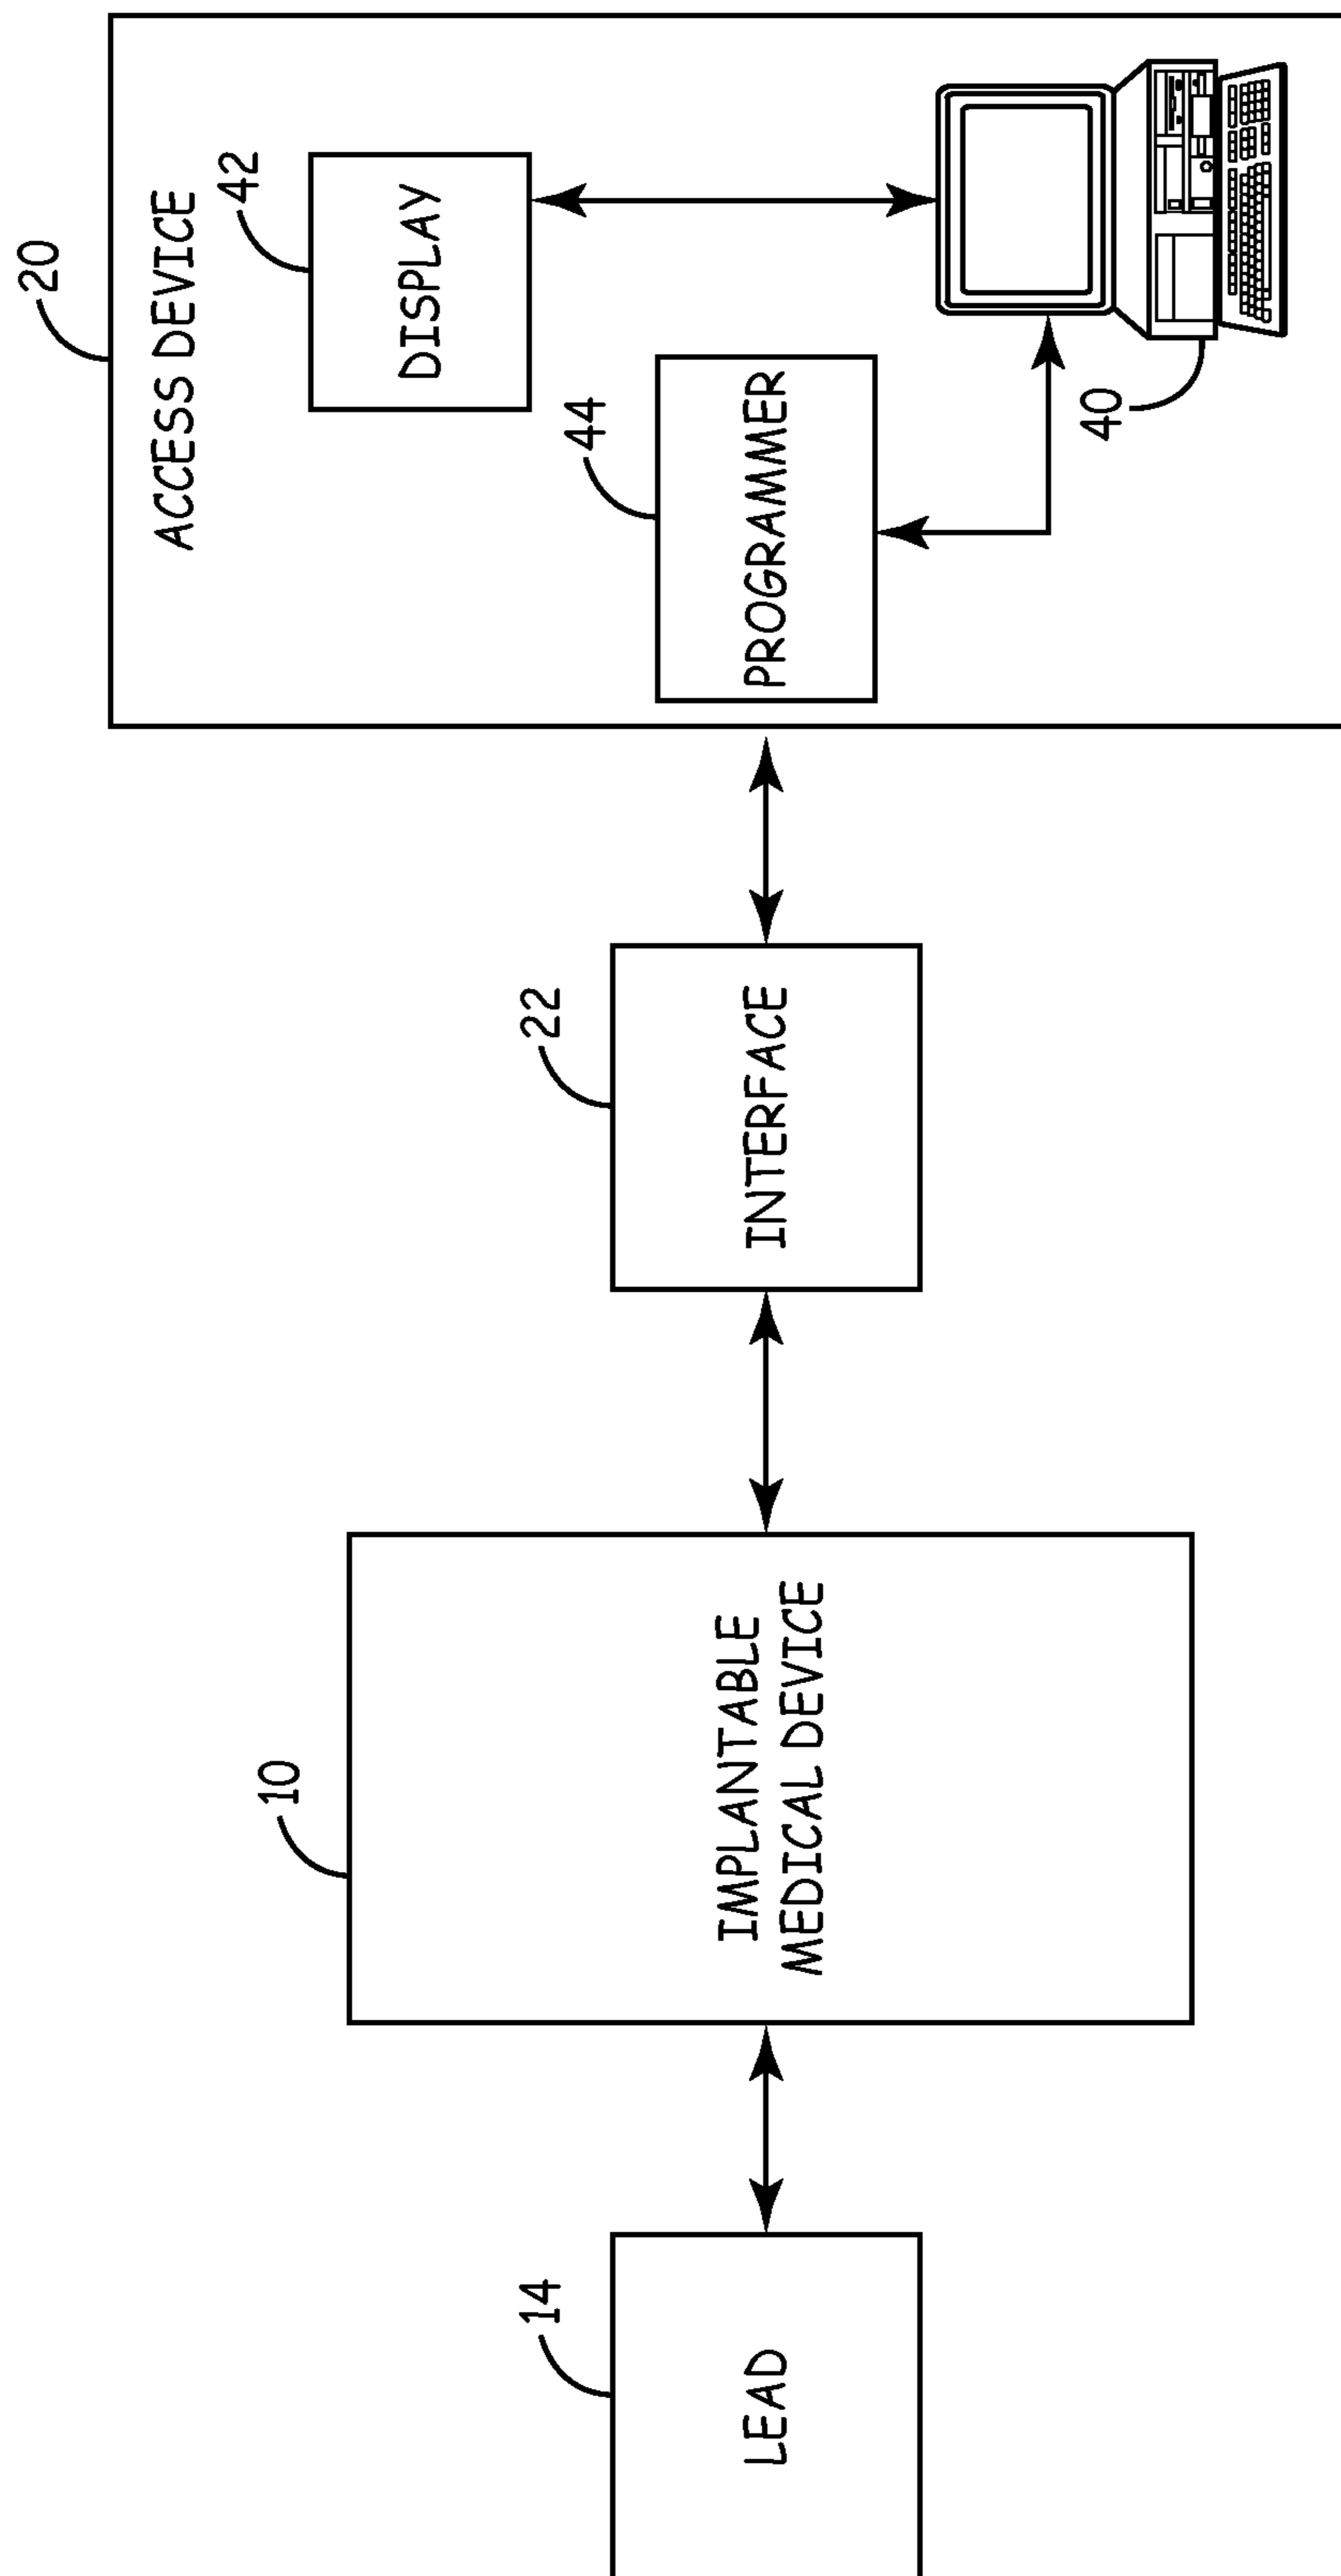 20
ACCESS DEVICE
42
DISPLAY
44
PROGRAMMER
40
22
INTERFACE
10
IMPLANTABLE
MEDICAL DEVICE
14
LEAD